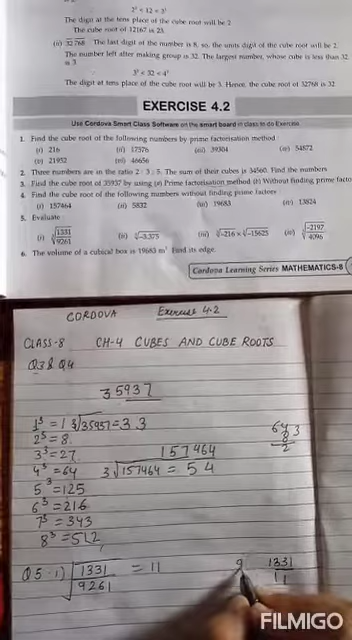 2³ < 12 < 3³
The digit at the tens place of the cube root will be 2
The cube root of 12167 is 23.
(ii) 32 768 The last digit of the number is 8, so, the units digit of the cube root will be 2.
The number left after making group is 32. The largest number, whose cube is less than 32
is 3
3³ < 32 < 4³
The digit at tens place of the cube root will be 3. Hence, the cube root of 32768 is 32
EXERCISE 4.2
Use Cordova Smart Class Software on the smart board in class to do Exercise.
1. Find the cube root of the following numbers by prime factorisation method
(i) 216 (ii) 17576 (iii) 39304 (iv) 54872
(v) 21952 (vi) 46656
2. Three numbers are in the ratio 2 : 3 : 5. The sum of their cubes is 34560. Find the numbers
3. Find the cube root of 35937 by using (i) Prime factorisation method (ii) Without finding prime facto
4. Find the cube root of the following numbers without finding prime factors
(i) 157464 (ii) 5832 (iii) 19683 (iv) 13824
5. Evaluate
(i) ∛1331/9261 (ii) ∛-3.375 (iii) ∛-216 × ∛-15625 (iv) ∛-2197/4096
6. The volume of a cubical box is 19683 m³. Find its edge.
Cordova Learning Series MATHEMATICS-8
CORDOVA Exercise 4.2
CLASS-8 CH-4 CUBES AND CUBE ROOTS
Q3 & Q4
35937
1³ = 1 ∛35937 = 33
2³ = 8
3³ = 27 157464
4³ = 64 ∛157464 = 54
5³ = 125
6³ = 216
7³ = 343
8³ = 512
Q5·i) √1331/9261 = 11
1331
11
FILMIGO